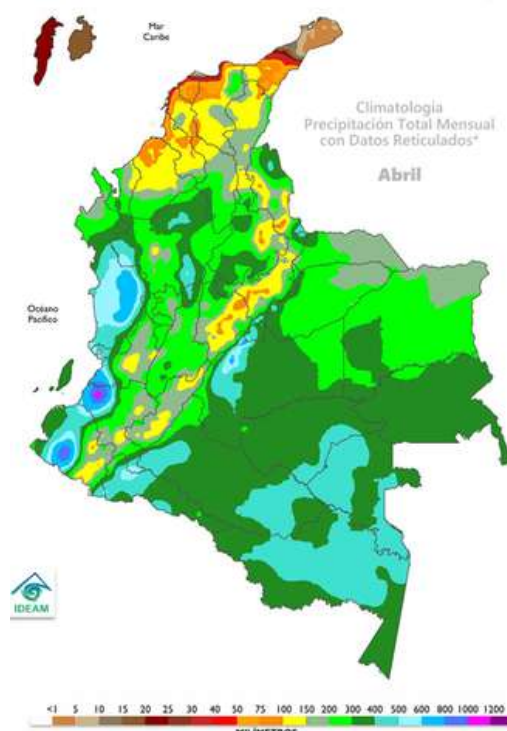 Mar
Caribe
Climatología
Precipitación Total Mensual
con Datos Reticulados*
Abril
Océano
Pacífico
IDEAM
<1 5 10 15 20 25 30 40 50 75 100 150 200 300 400 500 600 800 1000 1200
MILÍMETROS